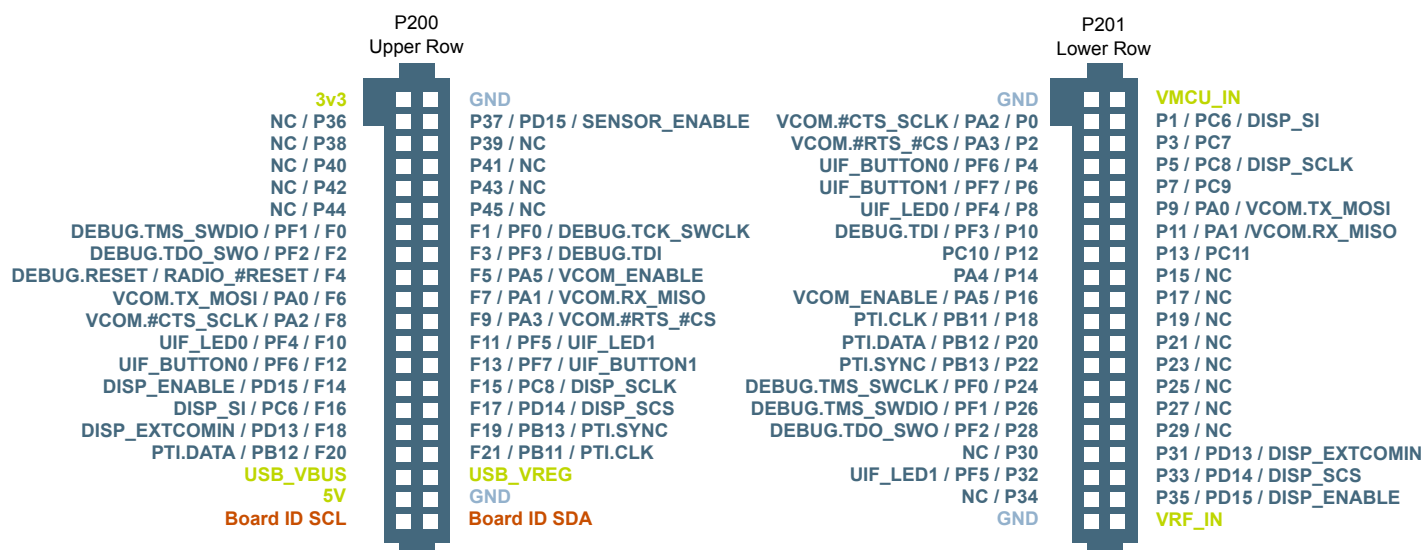 P200
Upper Row
3v3
NC / P36
NC / P38
NC / P40
NC / P42
NC / P44
DEBUG.TMS_SWDIO / PF1 / F0
DEBUG.TDO_SWO / PF2 / F2
DEBUG.RESET / RADIO_#RESET / F4
VCOM.TX_MOSI / PA0 / F6
VCOM.#CTS_SCLK / PA2 / F8
UIF_LED0 / PF4 / F10
UIF_BUTTON0 / PF6 / F12
DISP_ENABLE / PD15 / F14
DISP_SI / PC6 / F16
DISP_EXTCOMIN / PD13 / F18
PTI.DATA / PB12 / F20
USB_VBUS
5V
Board ID SCL
GND
P37 / PD15 / SENSOR_ENABLE
P39 / NC
P41 / NC
P43 / NC
P45 / NC
F1 / PF0 / DEBUG.TCK_SWCLK
F3 / PF3 / DEBUG.TDI
F5 / PA5 / VCOM_ENABLE
F7 / PA1 / VCOM.RX_MISO
F9 / PA3 / VCOM.#RTS_#CS
F11 / PF5 / UIF_LED1
F13 / PF7 / UIF_BUTTON1
F15 / PC8 / DISP_SCLK
F17 / PD14 / DISP_SCS
F19 / PB13 / PTI.SYNC
F21 / PB11 / PTI.CLK
USB_VREG
GND
Board ID SDA
P201
Lower Row
GND
VCOM.#CTS_SCLK / PA2 / P0
VCOM.#RTS_#CS / PA3 / P2
UIF_BUTTON0 / PF6 / P4
UIF_BUTTON1 / PF7 / P6
UIF_LED0 / PF4 / P8
DEBUG.TDI / PF3 / P10
PC10 / P12
PA4 / P14
VCOM_ENABLE / PA5 / P16
PTI.CLK / PB11 / P18
PTI.DATA / PB12 / P20
PTI.SYNC / PB13 / P22
DEBUG.TMS_SWCLK / PF0 / P24
DEBUG.TMS_SWDIO / PF1 / P26
DEBUG.TDO_SWO / PF2 / P28
NC / P30
UIF_LED1 / PF5 / P32
NC / P34
GND
VMCU_IN
P1 / PC6 / DISP_SI
P3 / PC7
P5 / PC8 / DISP_SCLK
P7 / PC9
P9 / PA0 / VCOM.TX_MOSI
P11 / PA1 /VCOM.RX_MISO
P13 / PC11
P15 / NC
P17 / NC
P19 / NC
P21 / NC
P23 / NC
P25 / NC
P27 / NC
P29 / NC
P31 / PD13 / DISP_EXTCOMIN
P33 / PD14 / DISP_SCS
P35 / PD15 / DISP_ENABLE
VRF_IN